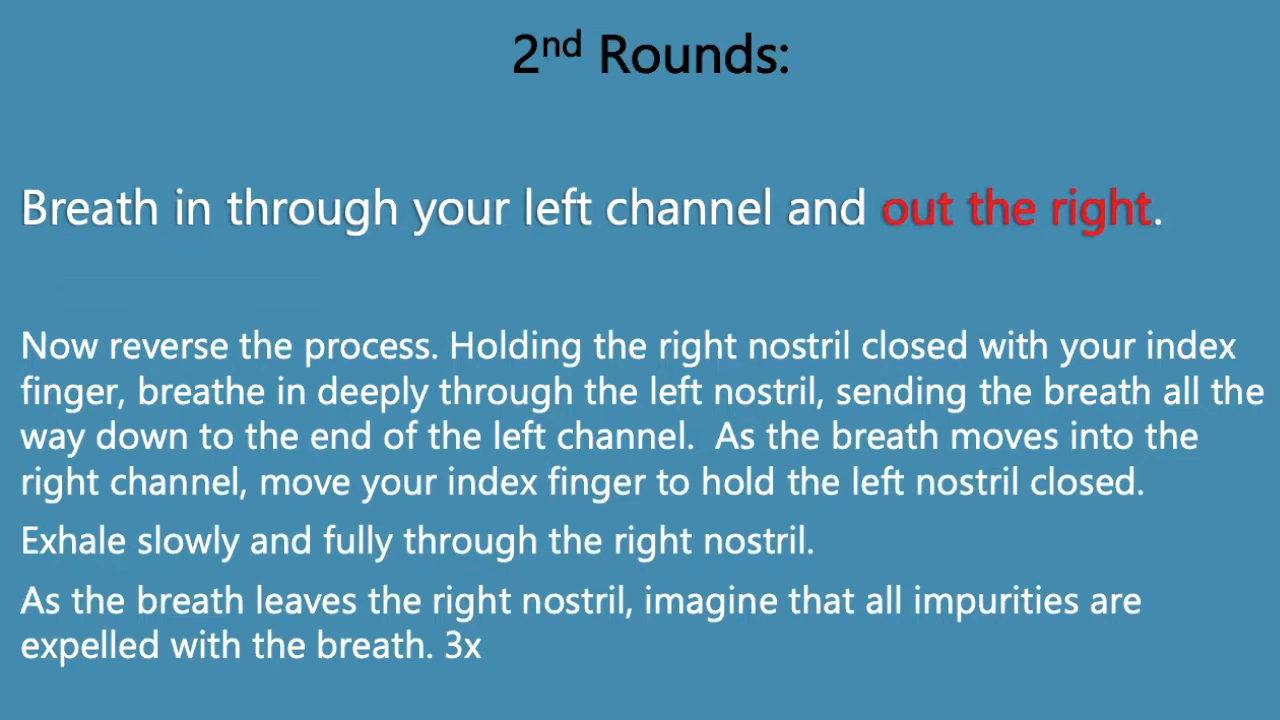 2nd Rounds:
Breath in through your left channel and out the right.
Now reverse the process. Holding the right nostril closed with your index
finger, breathe in deeply through the left nostril, sending the breath all the
way down to the end of the left channel.  As the breath moves into the
right channel, move your index finger to hold the left nostril closed.
Exhale slowly and fully through the right nostril.
As the breath leaves the right nostril, imagine that all impurities are
expelled with the breath. 3x